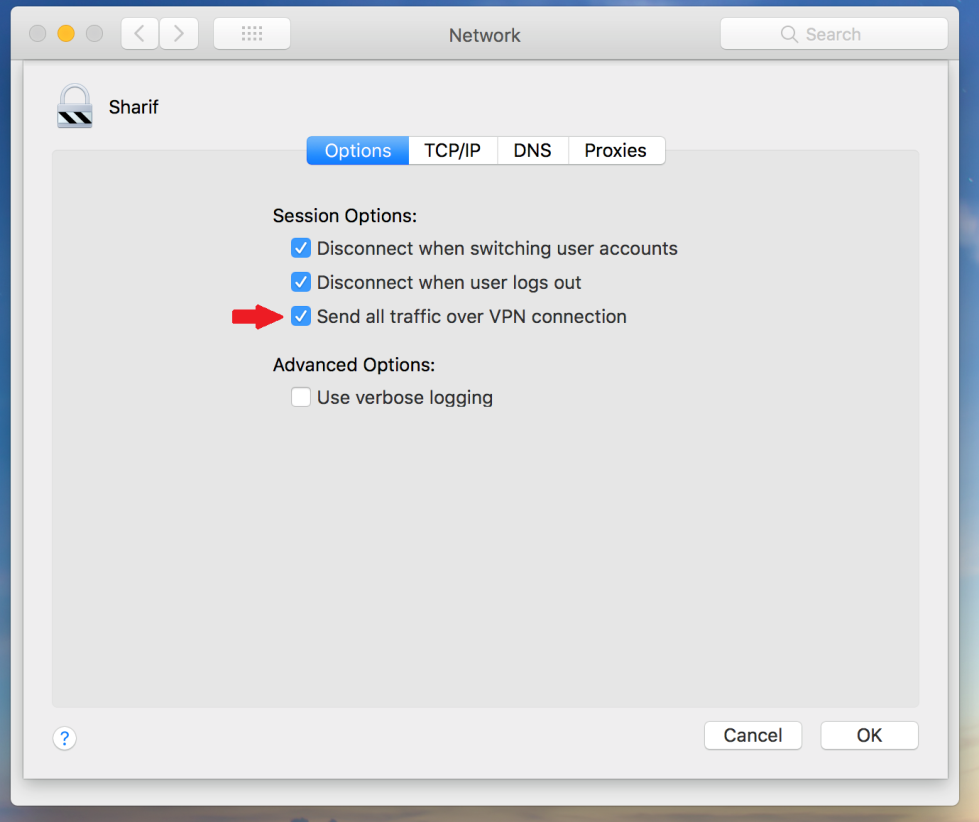 Network
Search
Sharif
Options TCP/IP DNS Proxies
Session Options:
Disconnect when switching user accounts
Disconnect when user logs out
Send all traffic over VPN connection
Advanced Options:
Use verbose logging
? Cancel OK